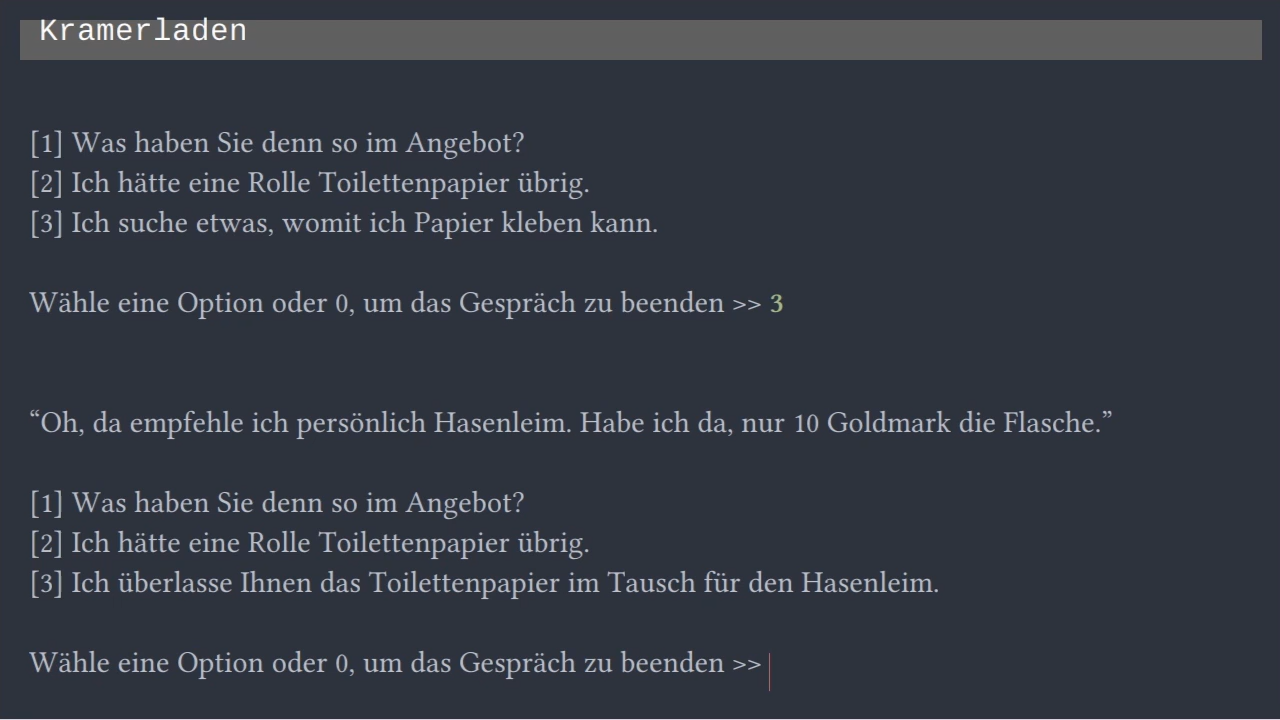 Kramerladen
[1] Was haben Sie denn so im Angebot?
[2] Ich hätte eine Rolle Toilettenpapier übrig.
[3] Ich suche etwas, womit ich Papier kleben kann.
Wähle eine Option oder 0, um das Gespräch zu beenden >> 3
“Oh, da empfehle ich persönlich Hasenleim. Habe ich da, nur 10 Goldmark die Flasche.”
[1] Was haben Sie denn so im Angebot?
[2] Ich hätte eine Rolle Toilettenpapier übrig.
[3] Ich überlasse Ihnen das Toilettenpapier im Tausch für den Hasenleim.
Wähle eine Option oder 0, um das Gespräch zu beenden >>